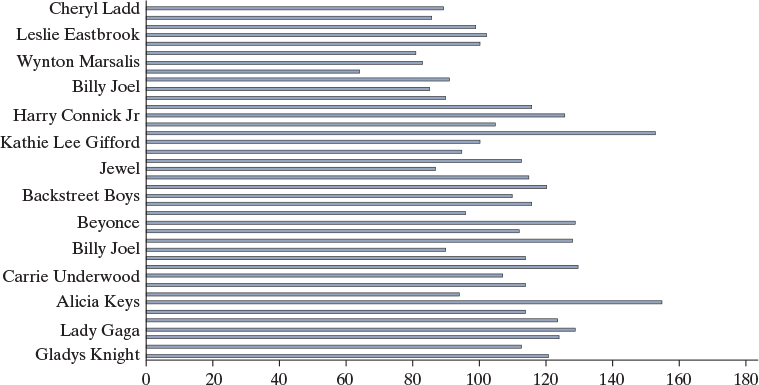 Cheryl Ladd
Leslie Eastbrook
Wynton Marsalis
Billy Joel
Harry Connick Jr
Kathie Lee Gifford
Jewel
Backstreet Boys
Beyonce
Billy Joel
Carrie Underwood
Alicia Keys
Lady Gaga
Gladys Knight
0 20 40 60 80 100 120 140 160 180